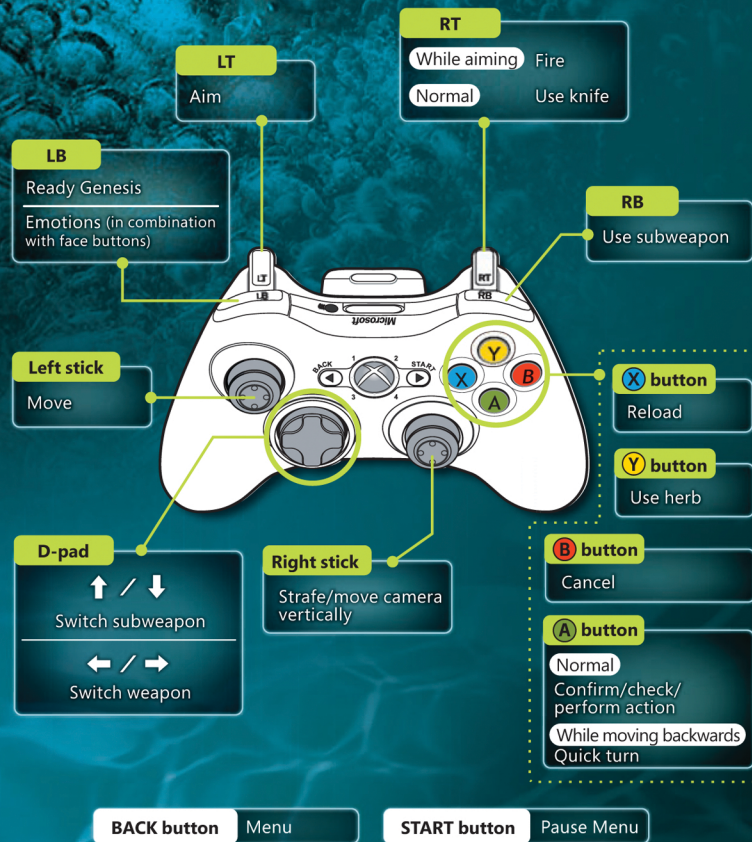 RT
While aiming Fire
Normal Use knife
LT
Aim
LB
Ready Genesis
Emotions (in combination
with face buttons)
RB
Use subweapon
LT
RT
LB
RB
Microsoft
BACK
1
2
START
3
4
Y
X
B
A
Left stick
Move
X button
Reload
Y button
Use herb
D-pad
↑ / ↓
Switch subweapon
← / →
Switch weapon
Right stick
Strafe/move camera
vertically
B button
Cancel
A button
Normal
Confirm/check/
perform action
While moving backwards
Quick turn
BACK button Menu
START button Pause Menu